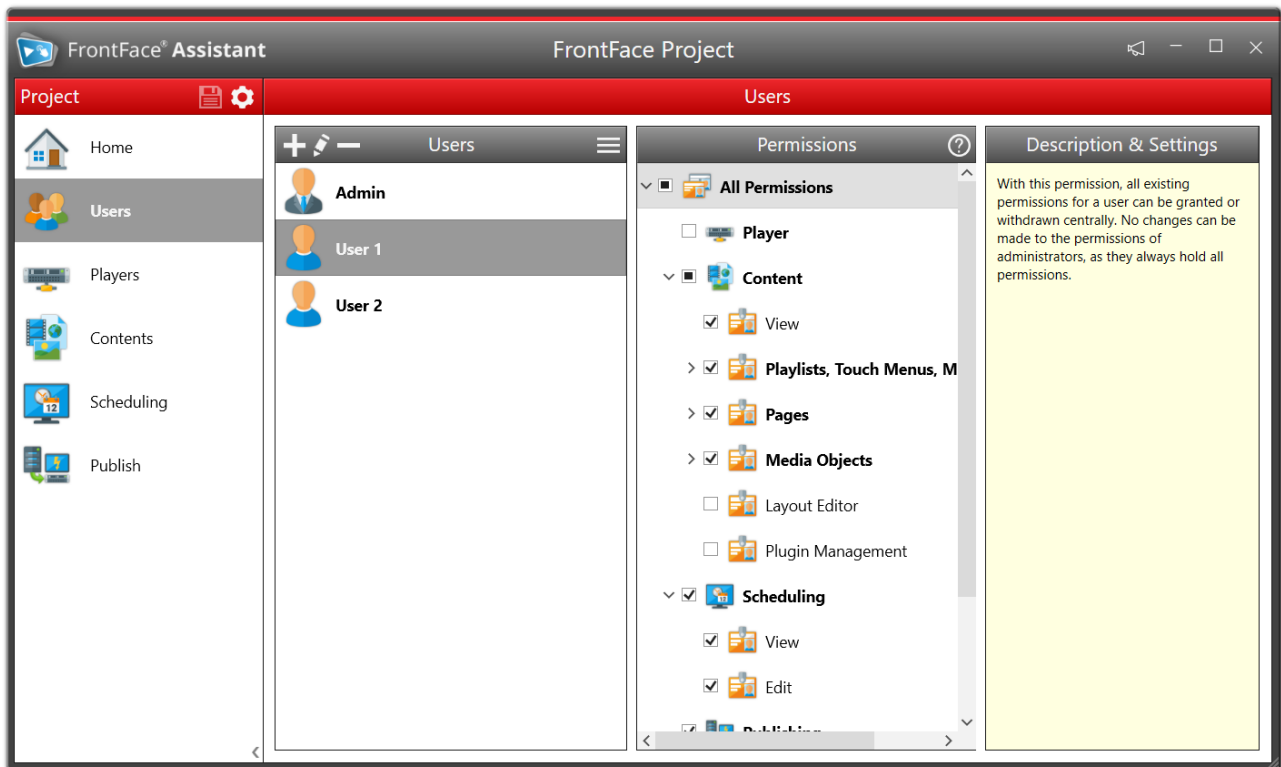 FrontFace® Assistant
FrontFace Project
Project
Users
Home
Users
Players
Contents
Scheduling
12
Publish
Users
Admin
User 1
User 2
Permissions
?
All Permissions
Player
Content
View
Playlists, Touch Menus, M
Pages
Media Objects
Layout Editor
Plugin Management
Scheduling
View
Edit
Publishing
Description & Settings
With this permission, all existing
permissions for a user can be granted or
withdrawn centrally. No changes can be
made to the permissions of
administrators, as they always hold all
permissions.